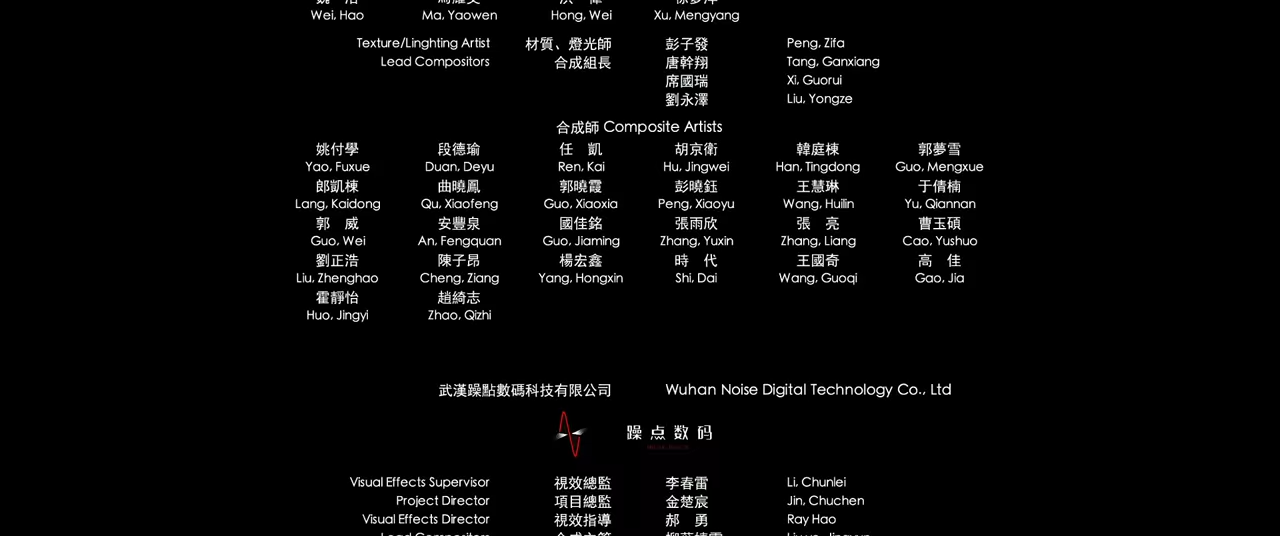 Wei, Hao Ma, Yaowen Hong, Wei Xu, Mengyang
Texture/Linghting Artist 材質、燈光師 彭子發 Peng, Zifa
Lead Compositors 合成組長 唐幹翔 Tang, Ganxiang
席國瑞 Xi, Guorui
劉永澤 Liu, Yongze
合成師 Composite Artists
姚付學 段德瑜 任 凱 胡京衛 韓庭棟 郭夢雪
Yao, Fuxue Duan, Deyu Ren, Kai Hu, Jingwei Han, Tingdong Guo, Mengxue
郎凱棟 曲曉鳳 郭曉霞 彭曉鈺 王慧琳 于倩楠
Lang, Kaidong Qu, Xiaofeng Guo, Xiaoxia Peng, Xiaoyu Wang, Huilin Yu, Qiannan
郭 威 安豐泉 國佳銘 張雨欣 張 亮 曹玉碩
Guo, Wei An, Fengquan Guo, Jiaming Zhang, Yuxin Zhang, Liang Cao, Yushuo
劉正浩 陳子昂 楊宏鑫 時 代 王國奇 高 佳
Liu, Zhenghao Cheng, Ziang Yang, Hongxin Shi, Dai Wang, Guoqi Gao, Jia
霍靜怡 趙綺志
Huo, Jingyi Zhao, Qizhi
武漢躁點數碼科技有限公司 Wuhan Noise Digital Technology Co., Ltd
躁点数码
Visual Effects Supervisor 視效總監 李春雷 Li, Chunlei
Project Director 項目總監 金楚宸 Jin, Chuchen
Visual Effects Director 視效指導 郝 勇 Ray Hao
Lead Compositors